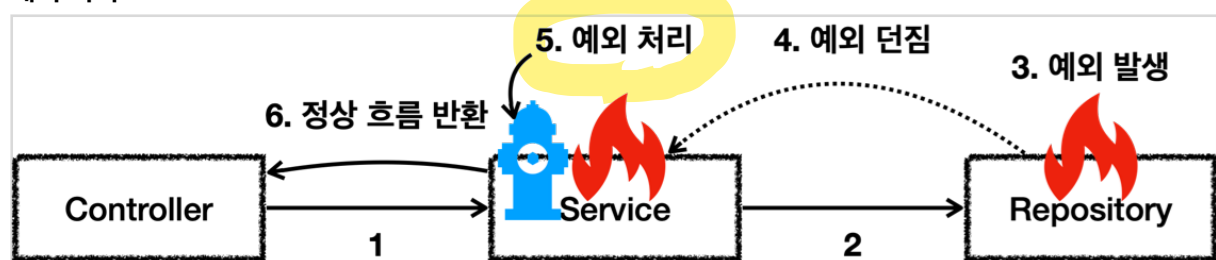 5. 예외 처리
4. 예외 던짐
3. 예외 발생
6. 정상 흐름 반환
Controller
Service
Repository
1
2